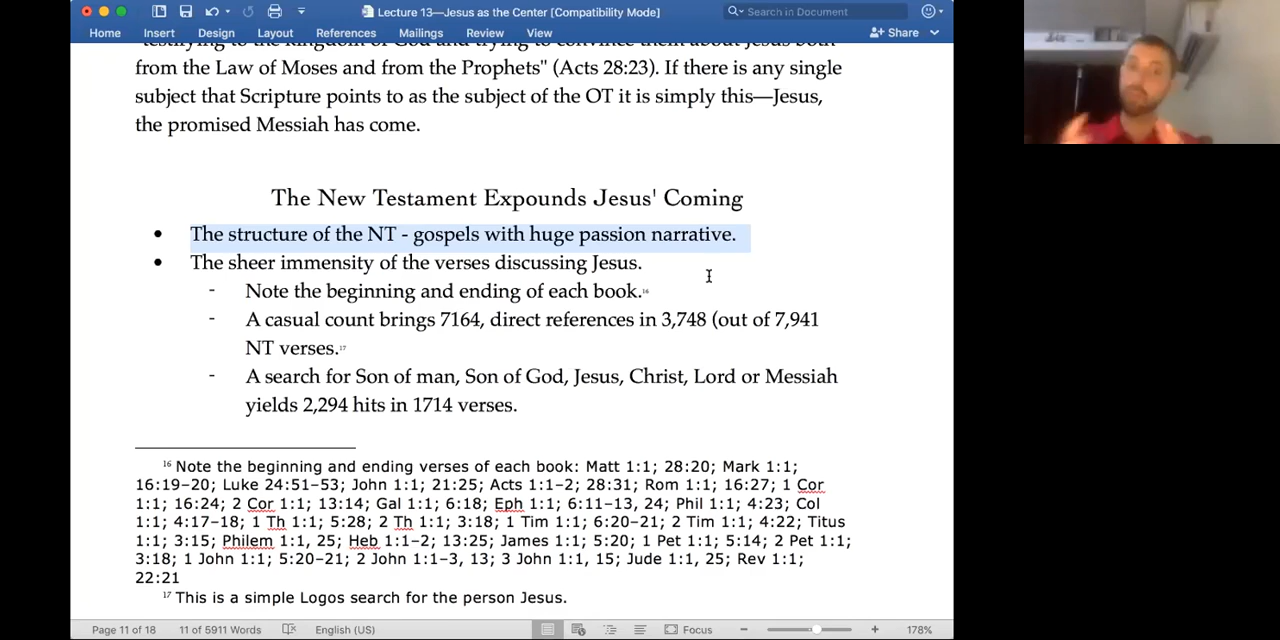 Lecture 13—Jesus as the Center [Compatibility Mode]
Search in Document
Home Insert Design Layout References Mailings Review View Share
"testifying to the kingdom of God and trying to convince them about Jesus both
from the Law of Moses and from the Prophets" (Acts 28:23). If there is any single
subject that Scripture points to as the subject of the OT it is simply this—Jesus,
the promised Messiah has come.
The New Testament Expounds Jesus' Coming
• The structure of the NT - gospels with huge passion narrative.
• The sheer immensity of the verses discussing Jesus.
- Note the beginning and ending of each book.16
- A casual count brings 7164, direct references in 3,748 (out of 7,941
NT verses.17
- A search for Son of man, Son of God, Jesus, Christ, Lord or Messiah
yields 2,294 hits in 1714 verses.
16 Note the beginning and ending verses of each book: Matt 1:1; 28:20; Mark 1:1;
16:19–20; Luke 24:51–53; John 1:1; 21:25; Acts 1:1–2; 28:31; Rom 1:1; 16:27; 1 Cor
1:1; 16:24; 2 Cor 1:1; 13:14; Gal 1:1; 6:18; Eph 1:1; 6:11–13, 24; Phil 1:1; 4:23; Col
1:1; 4:17–18; 1 Th 1:1; 5:28; 2 Th 1:1; 3:18; 1 Tim 1:1; 6:20–21; 2 Tim 1:1; 4:22; Titus
1:1; 3:15; Philem 1:1, 25; Heb 1:1–2; 13:25; James 1:1; 5:20; 1 Pet 1:1; 5:14; 2 Pet 1:1;
3:18; 1 John 1:1; 5:20–21; 2 John 1:1–3, 13; 3 John 1:1, 15; Jude 1:1, 25; Rev 1:1;
22:21
17 This is a simple Logos search for the person Jesus.
Page 11 of 18 11 of 5911 Words English (US) Focus 178%